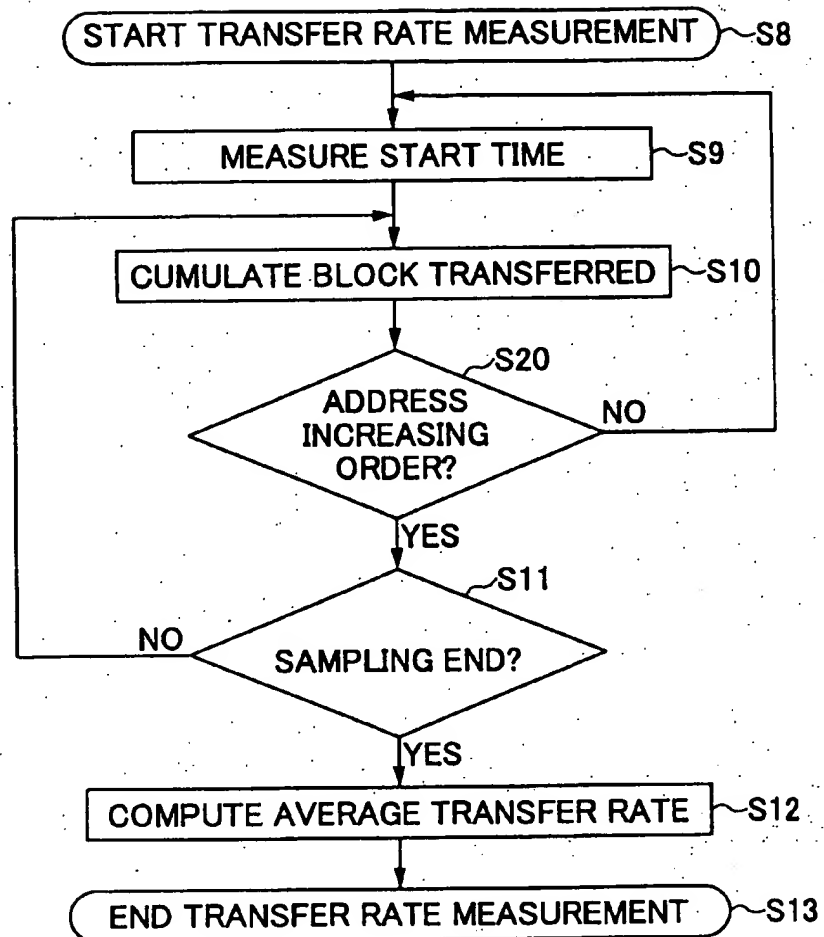 START TRANSFER RATE MEASUREMENT S8
MEASURE START TIME S9
CUMULATE BLOCK TRANSFERRED S10
S20
ADDRESS
INCREASING
ORDER?
NO
YES
S11
NO
SAMPLING END?
YES
COMPUTE AVERAGE TRANSFER RATE S12
END TRANSFER RATE MEASUREMENT S13